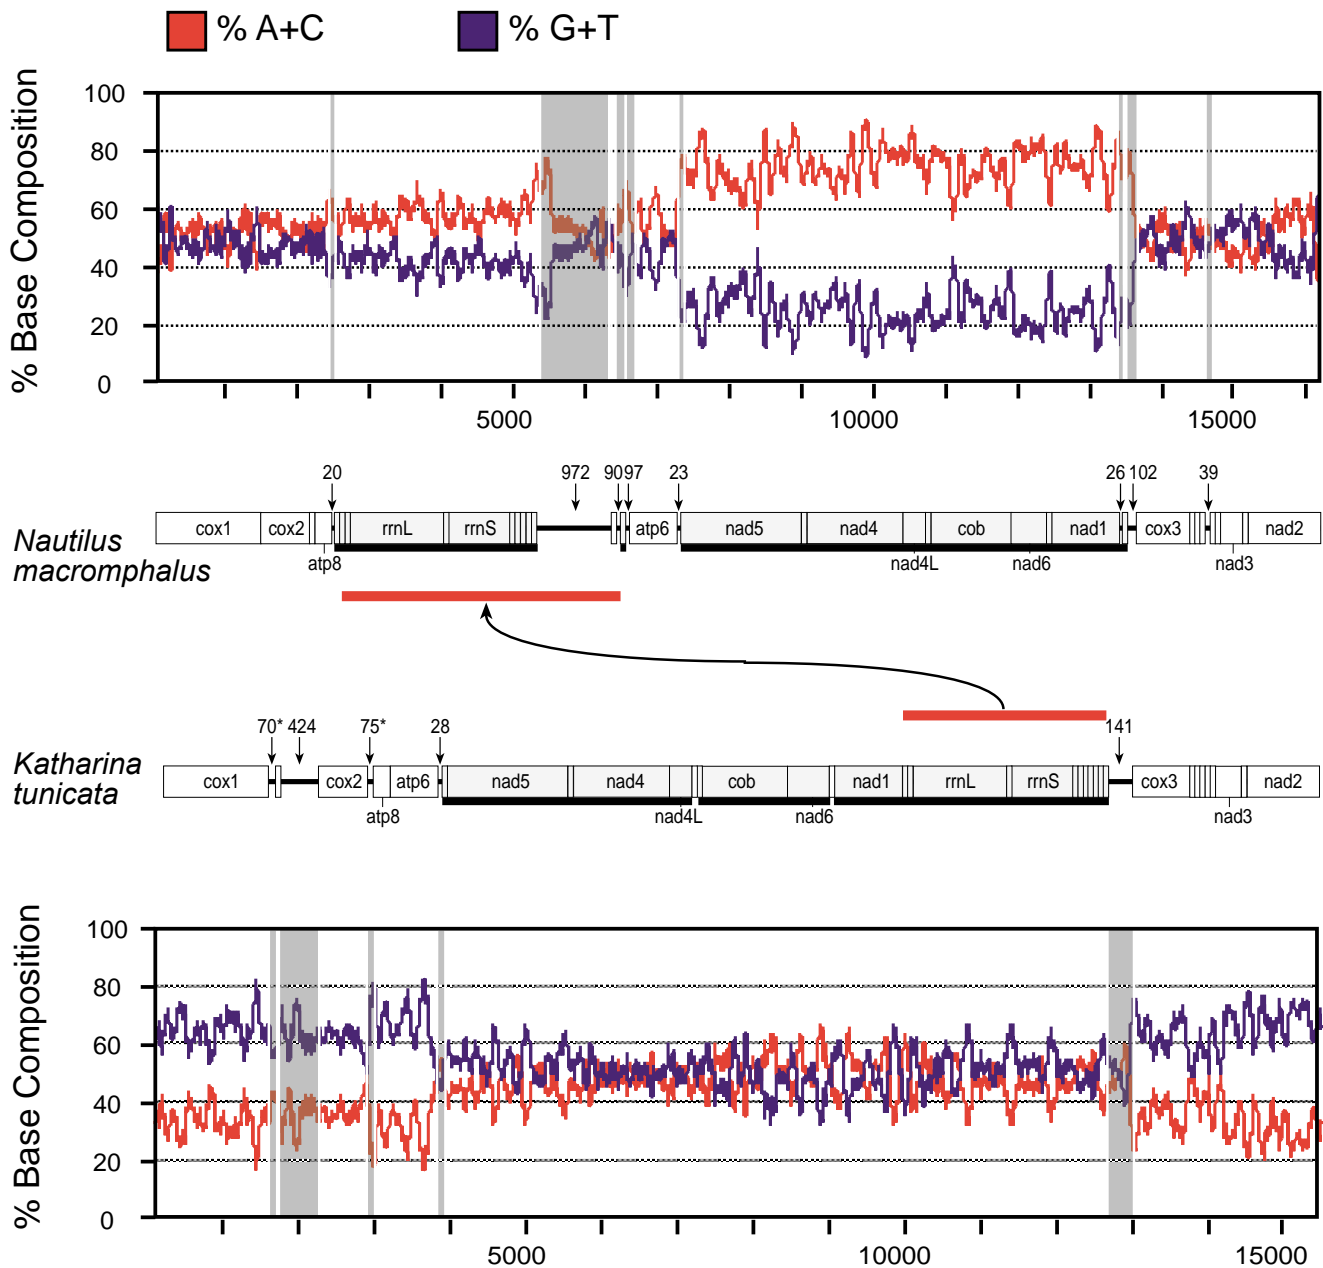 % A+C % G+T
% Base Composition
100
80
60
40
20
0
5000 10000 15000
20 972 90 97 23 26 102 39
Nautilus
macromphalus
cox1 cox2 rrnL rrnS atp6 nad5 nad4 cob nad1 cox3 nad2
atp8 nad4L nad6 nad3
70* 424 75* 28 141
Katharina
tunicata
cox1 cox2 atp6 nad5 nad4 cob nad1 rrnL rrnS cox3 nad2
atp8 nad4L nad6 nad3
% Base Composition
100
80
60
40
20
0
5000 10000 15000